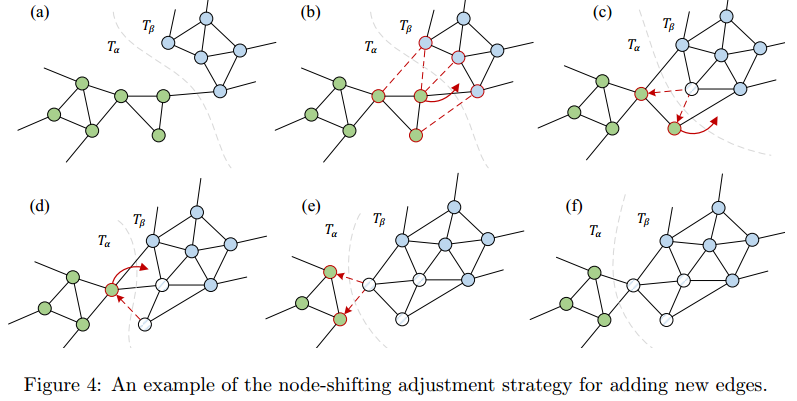 (a)
Tα
Tβ
(b)
Tα
Tβ
(c)
Tα
Tβ
(d)
Tα
Tβ
(e)
Tα
Tβ
(f)
Tα
Tβ
Figure 4: An example of the node-shifting adjustment strategy for adding new edges.